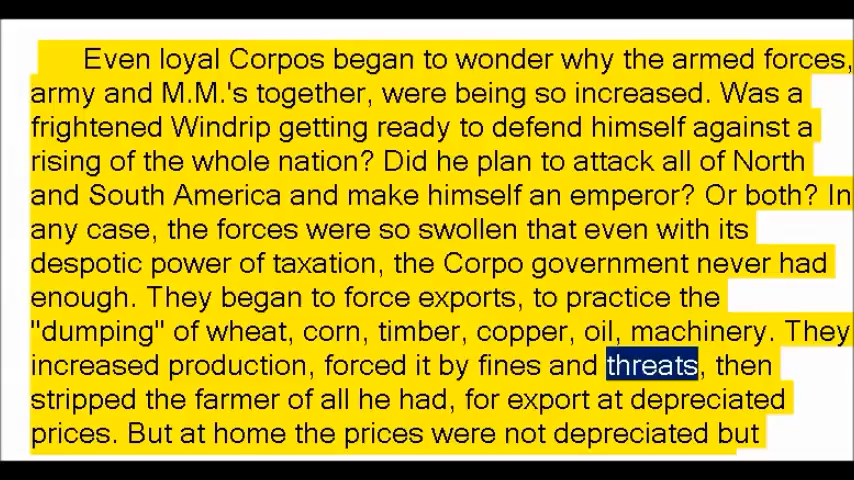 Even loyal Corpos began to wonder why the armed forces,
army and M.M.'s together, were being so increased. Was a
frightened Windrip getting ready to defend himself against a
rising of the whole nation? Did he plan to attack all of North
and South America and make himself an emperor? Or both? In
any case, the forces were so swollen that even with its
despotic power of taxation, the Corpo government never had
enough. They began to force exports, to practice the
"dumping" of wheat, corn, timber, copper, oil, machinery. They
increased production, forced it by fines and threats, then
stripped the farmer of all he had, for export at depreciated
prices. But at home the prices were not depreciated but